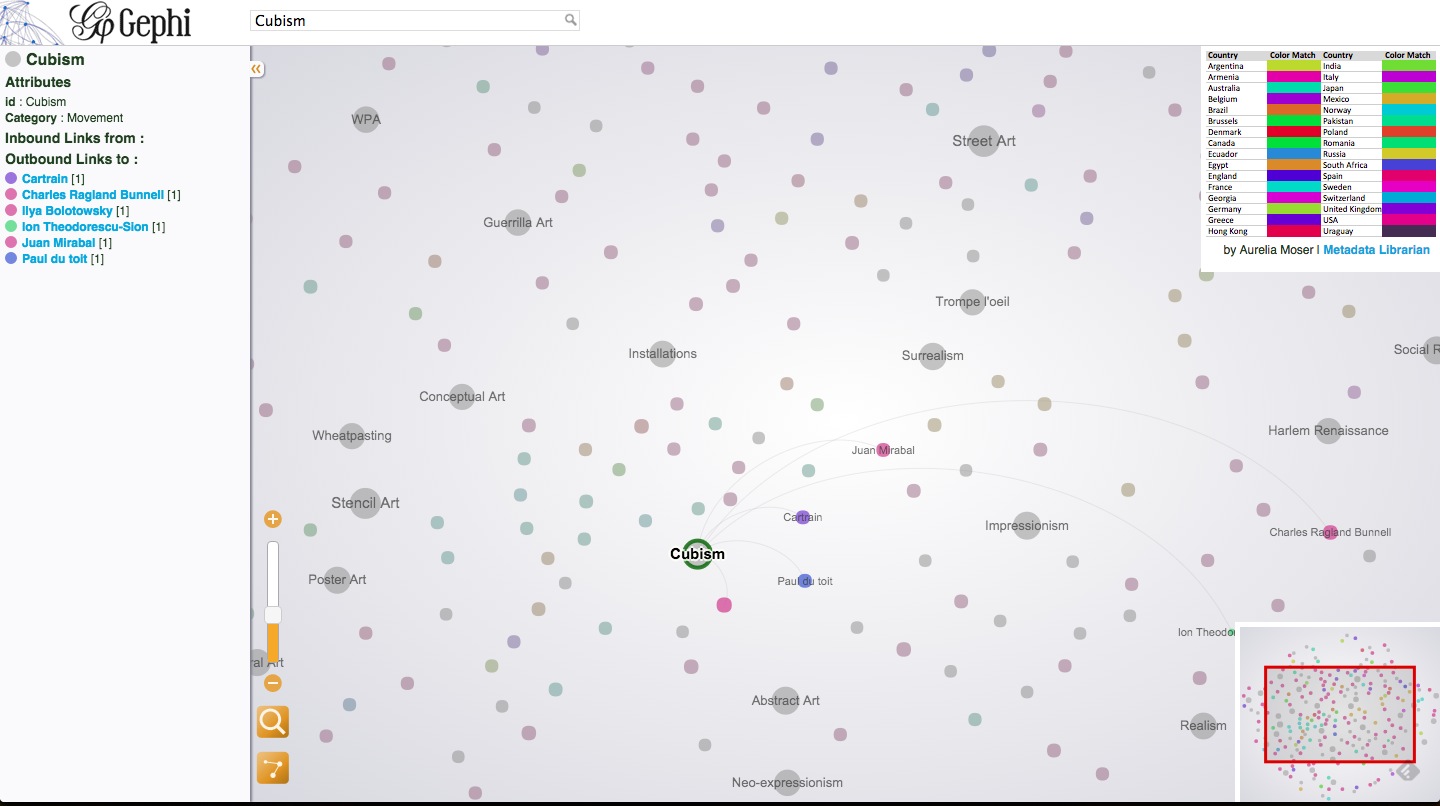 Gephi
Cubism
Cubism
Attributes
id : Cubism
Category : Movement
Inbound Links from :
Outbound Links to :
Cartrain [1]
Charles Ragland Bunnell [1]
Ilya Bolotowsky [1]
Ion Theodorescu-Sion [1]
Juan Mirabal [1]
Paul du toit [1]
Country Color Match Country Color Match
Argentina India
Armenia Italy
Australia Japan
Belgium Mexico
Brazil Norway
Brussels Pakistan
Denmark Poland
Canada Romania
Ecuador Russia
Egypt South Africa
England Spain
France Sweden
Georgia Switzerland
Germany United Kingdom
Greece USA
Hong Kong Uraguay
by Aurelia Moser | Metadata Librarian
WPA
Street Art
Guerrilla Art
Trompe l'oeil
Installations
Surrealism
Social R
Conceptual Art
Wheatpasting
Harlem Renaissance
Juan Mirabal
Stencil Art
Cartrain
Impressionism
Charles Ragland Bunnell
Cubism
Poster Art
Paul du toit
Ion Theodo
ral Art
Abstract Art
Realism
Neo-expressionism